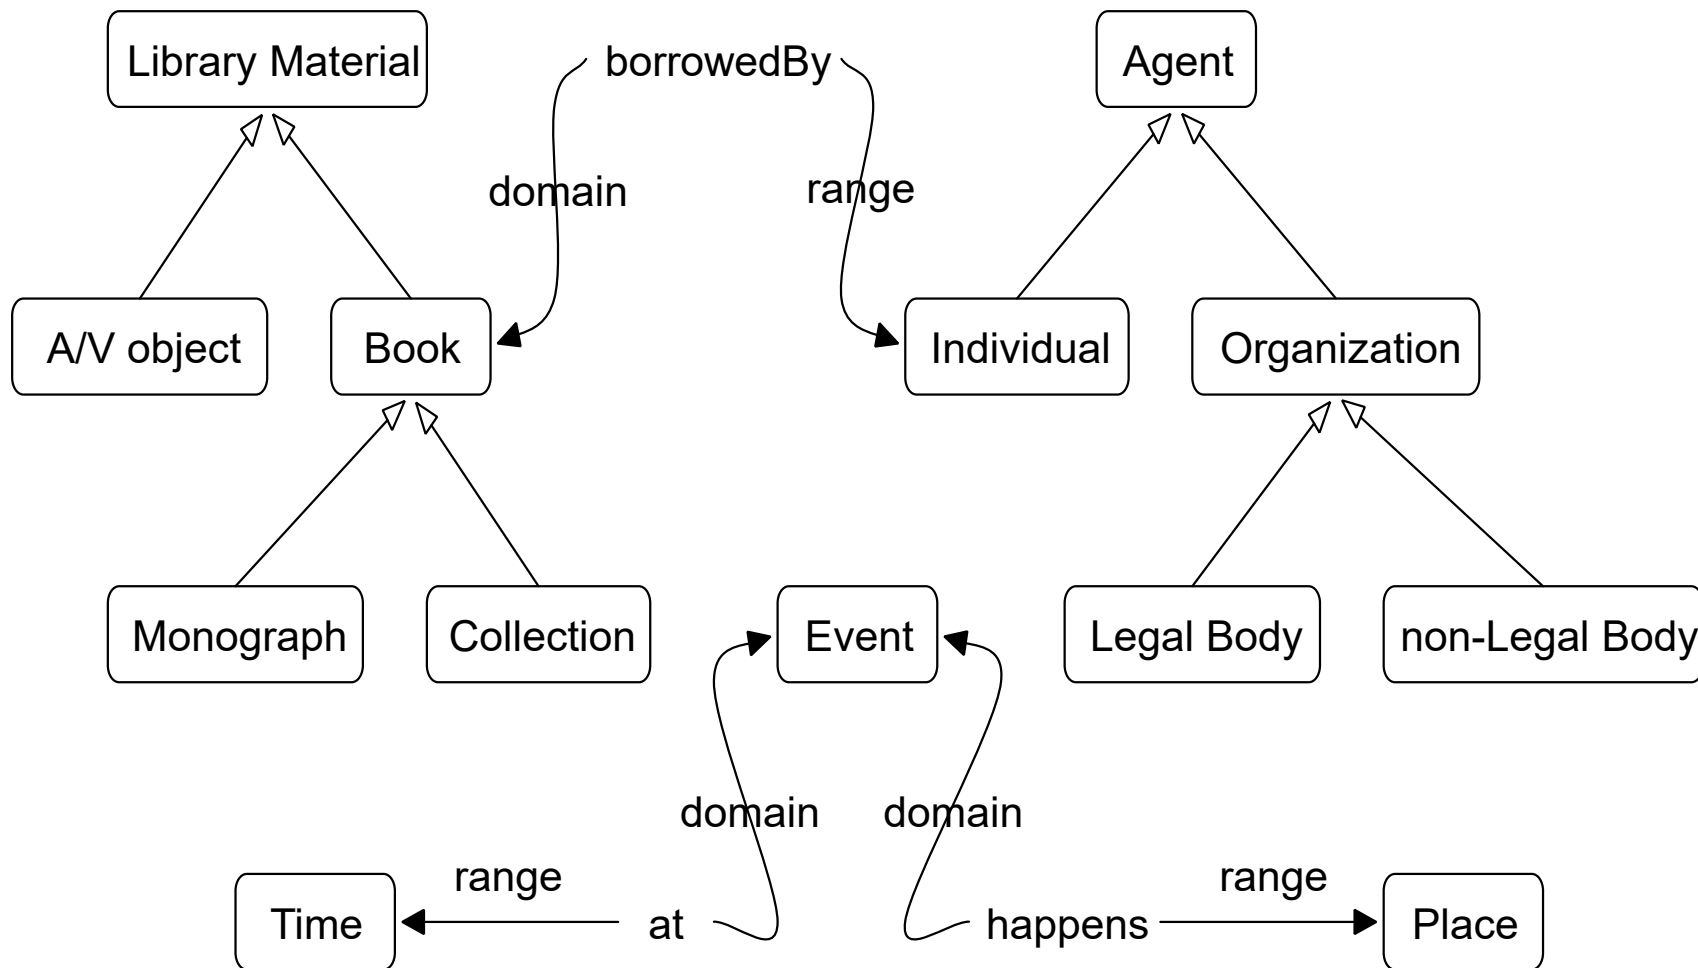 Library Material
borrowedBy
Agent
domain
range
A/V object
Book
Individual
Organization
Monograph
Collection
Event
Legal Body
non-Legal Body
domain
domain
range
range
Time
at
happens
Place